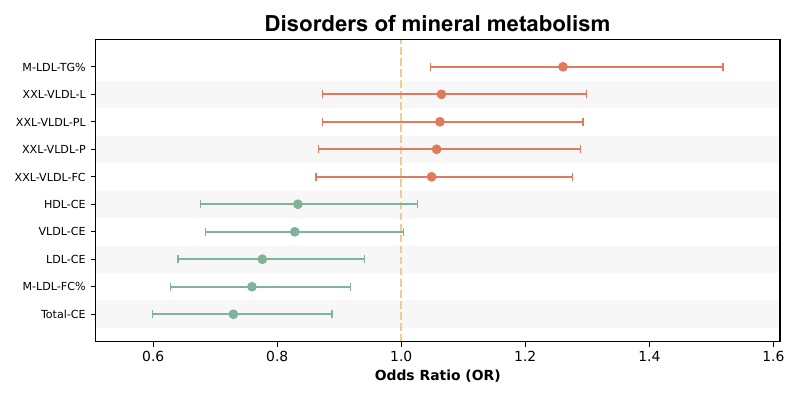 Disorders of mineral metabolism
M-LDL-TG%
XXL-VLDL-L
XXL-VLDL-PL
XXL-VLDL-P
XXL-VLDL-FC
HDL-CE
VLDL-CE
LDL-CE
M-LDL-FC%
Total-CE
0.6 0.8 1.0 1.2 1.4 1.6
Odds Ratio (OR)